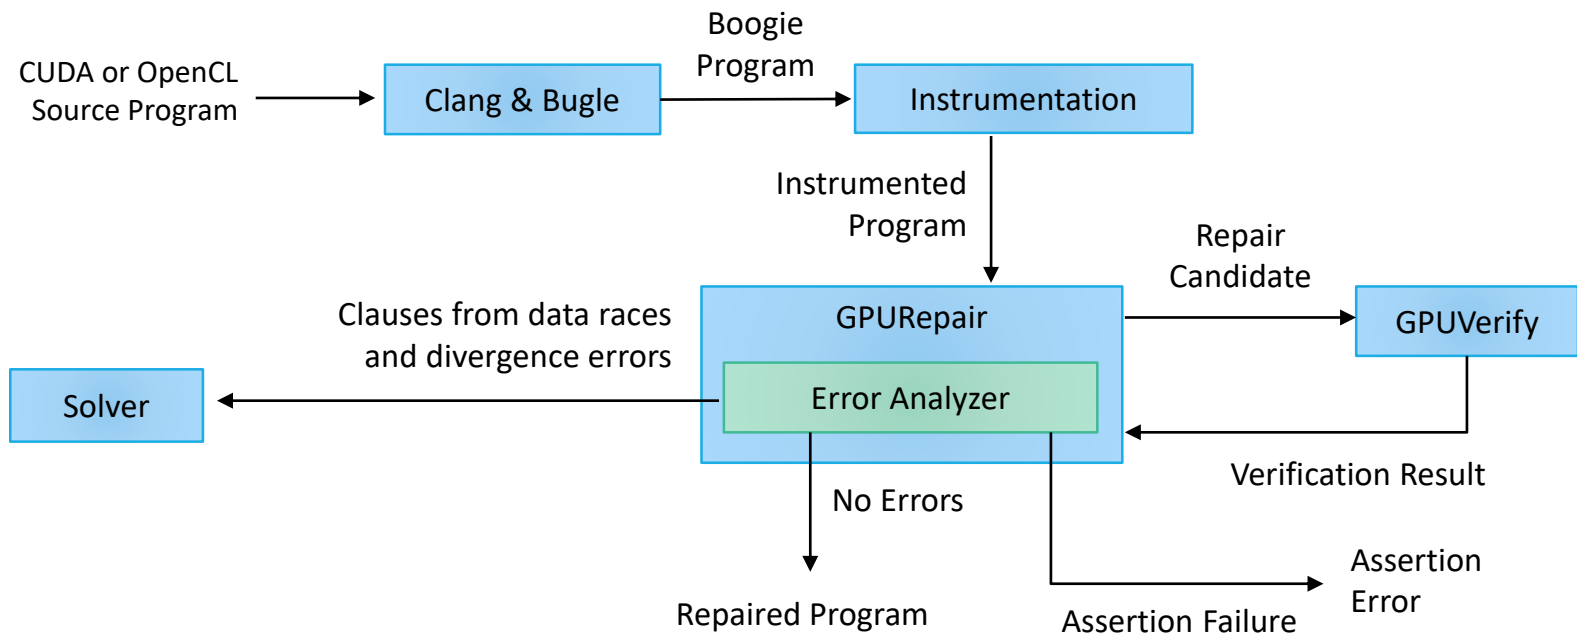 Boogie
Program
CUDA or OpenCL
Source Program
Clang & Bugle
Instrumentation
Instrumented
Program
Repair
Candidate
Clauses from data races
and divergence errors
GPURepair
GPUVerify
Solver
Error Analyzer
Verification Result
No Errors
Assertion
Error
Repaired Program
Assertion Failure